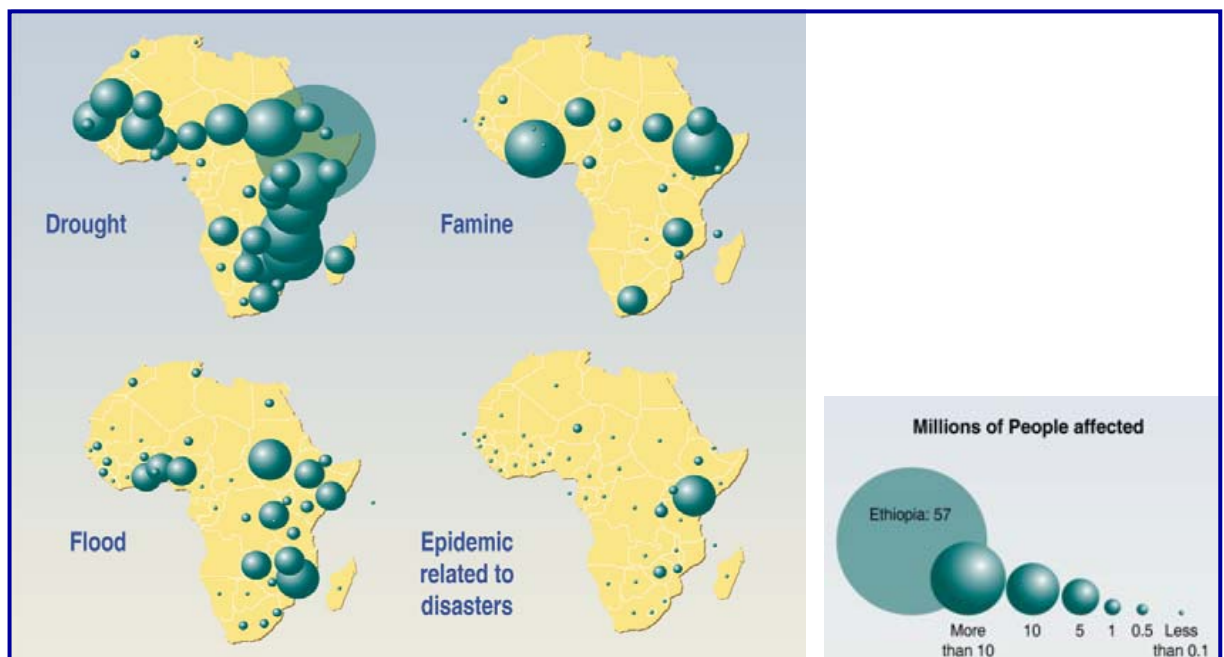 Drought
Famine
Flood
Epidemic
related to
disasters
Millions of People affected
Ethiopia: 57
More
than 10
10
5
1
0.5
Less
than 0.1